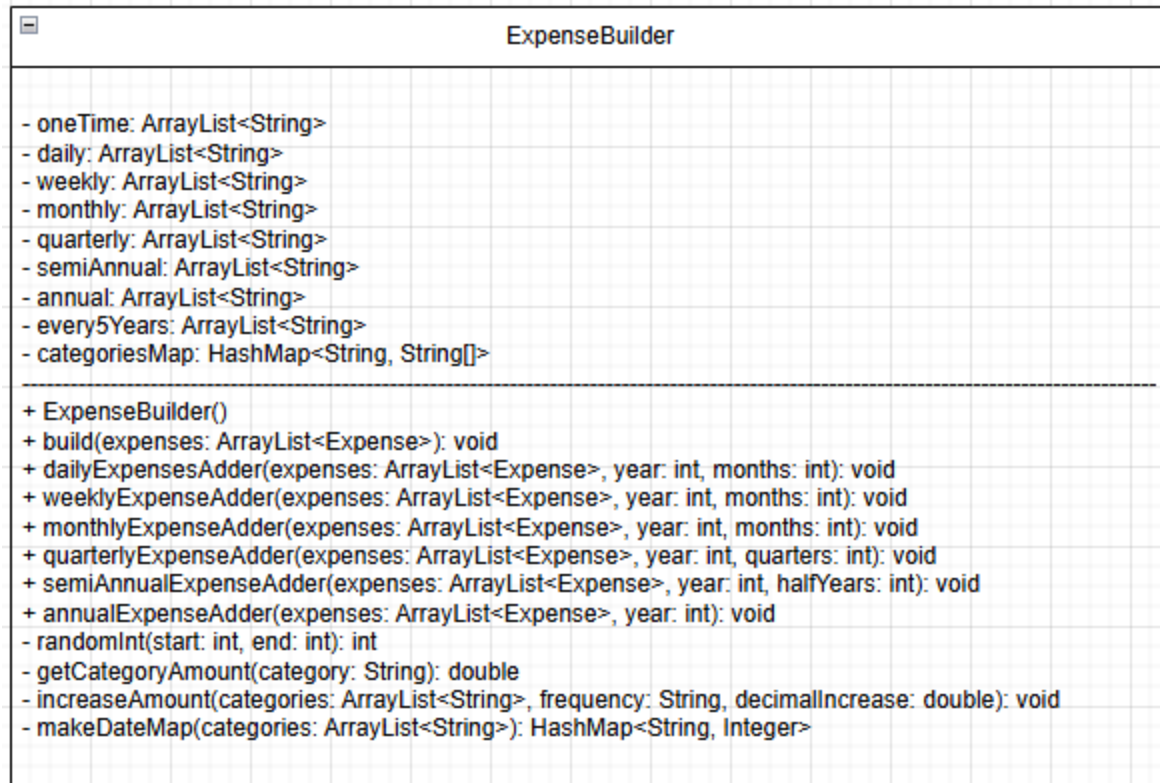 ExpenseBuilder
- oneTime: ArrayList<String>
- daily: ArrayList<String>
- weekly: ArrayList<String>
- monthly: ArrayList<String>
- quarterly: ArrayList<String>
- semiAnnual: ArrayList<String>
- annual: ArrayList<String>
- every5Years: ArrayList<String>
- categoriesMap: HashMap<String, String[]>
+ ExpenseBuilder()
+ build(expenses: ArrayList<Expense>): void
+ dailyExpensesAdder(expenses: ArrayList<Expense>, year: int, months: int): void
+ weeklyExpenseAdder(expenses: ArrayList<Expense>, year: int, months: int): void
+ monthlyExpenseAdder(expenses: ArrayList<Expense>, year: int, months: int): void
+ quarterlyExpenseAdder(expenses: ArrayList<Expense>, year: int, quarters: int): void
+ semiAnnualExpenseAdder(expenses: ArrayList<Expense>, year: int, halfYears: int): void
+ annualExpenseAdder(expenses: ArrayList<Expense>, year: int): void
- randomInt(start: int, end: int): int
- getCategoryAmount(category: String): double
- increaseAmount(categories: ArrayList<String>, frequency: String, decimalIncrease: double): void
- makeDateMap(categories: ArrayList<String>): HashMap<String, Integer>